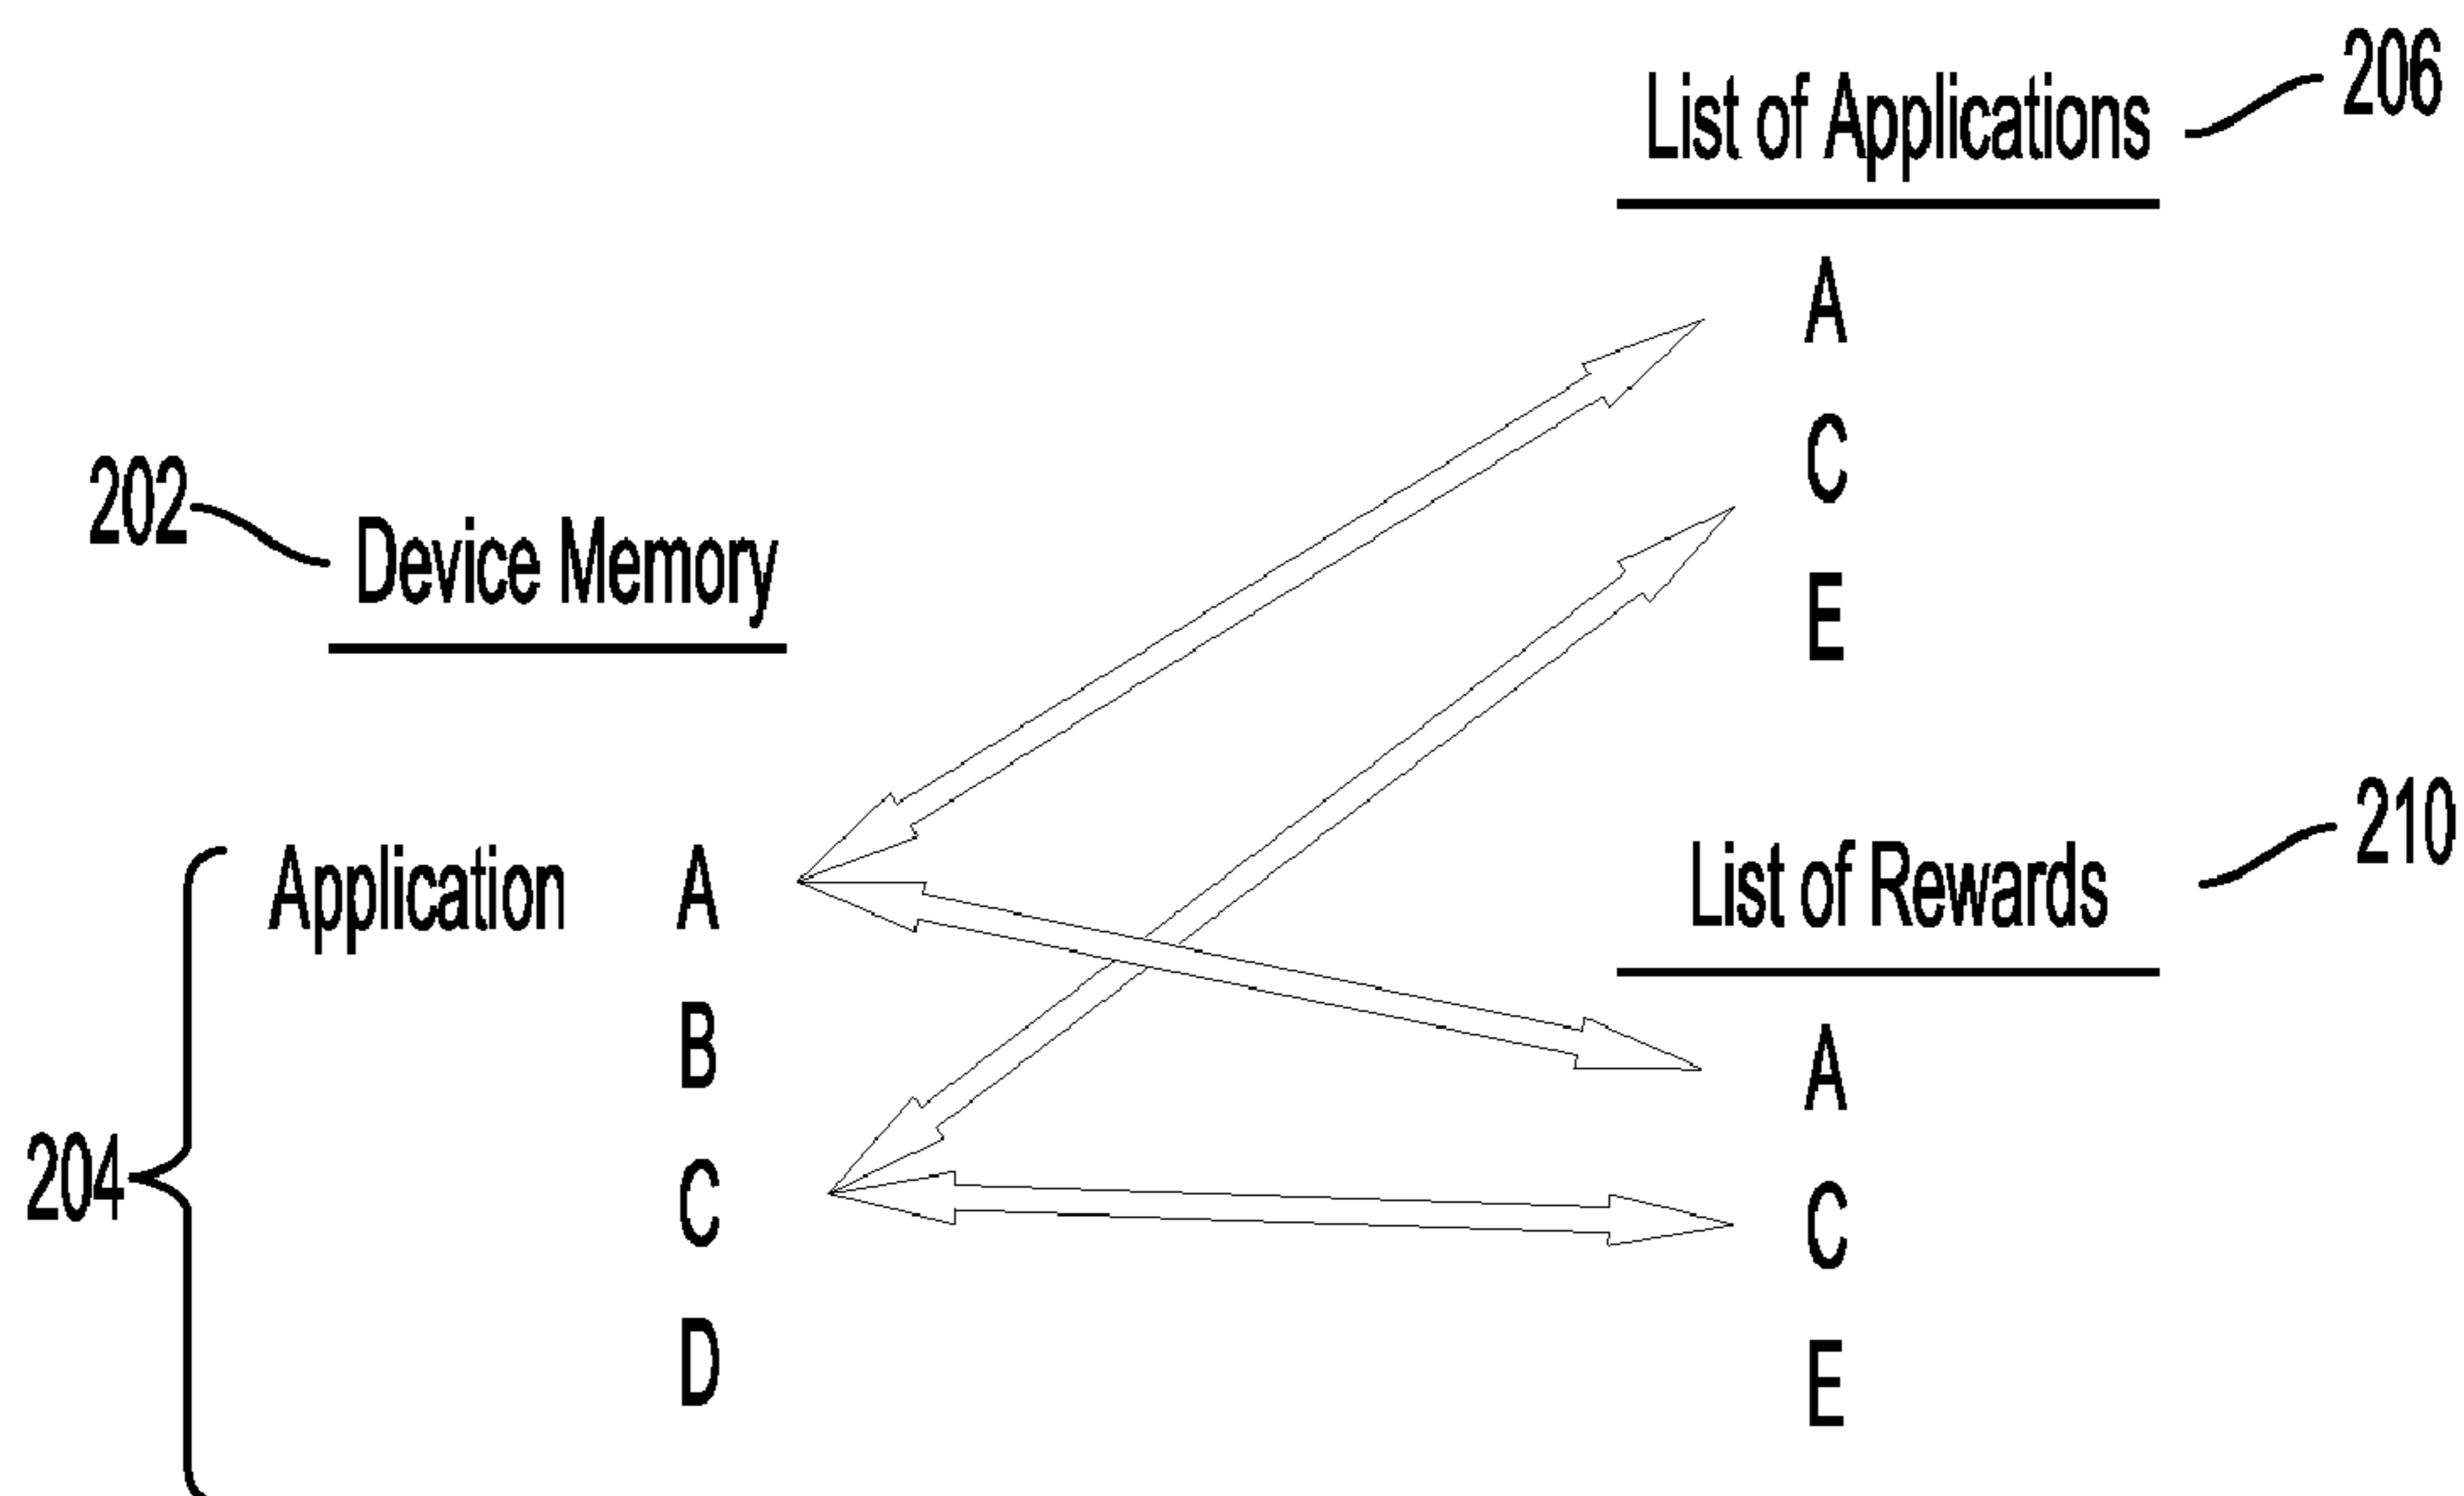 206
List of Applications
A
C
E
202
Device Memory
210
List of Rewards
204
Application A
B
C
D
A
C
E